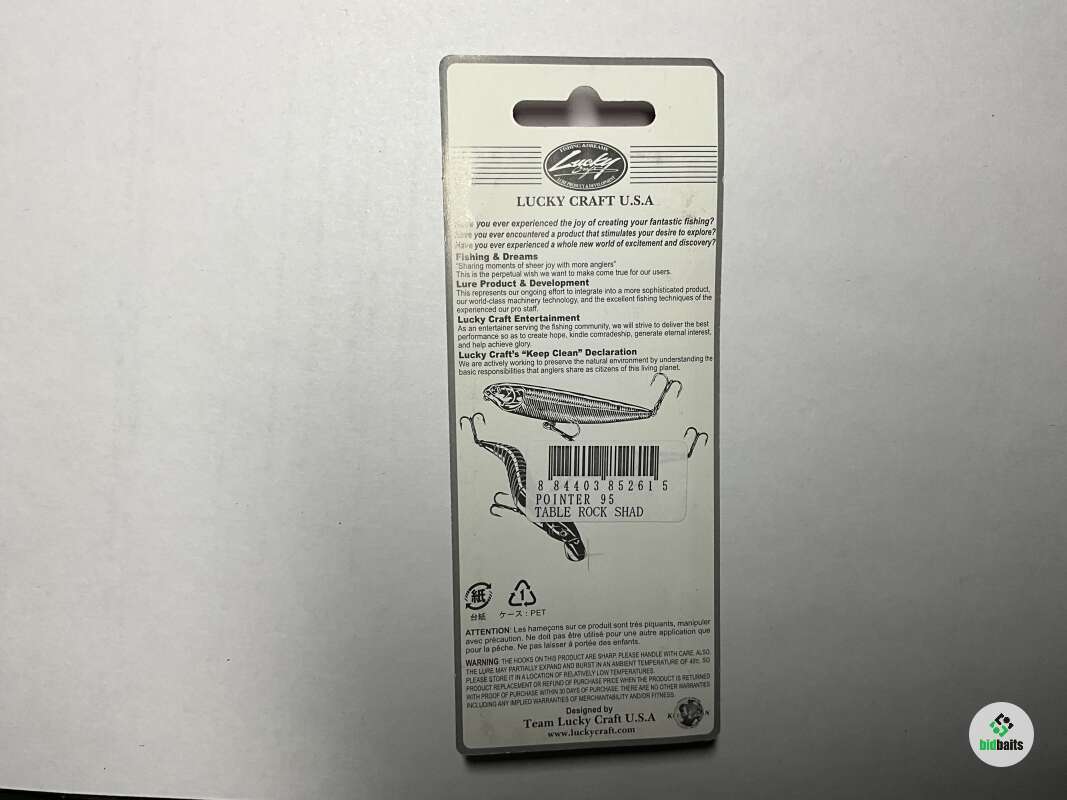 FISHING & DREAMS
Lucky
Craft
LURE PRODUCT & DEVELOPMENT
LUCKY CRAFT U.S.A
Have you ever experienced the joy of creating your fantastic fishing?
Have you ever encountered a product that stimulates your desire to explore?
Have you ever experienced a whole new world of excitement and discovery?
Fishing & Dreams
"Sharing moments of sheer joy with more anglers"
This is the perpetual wish we want to make come true for our users.
Lure Product & Development
This represents our ongoing effort to integrate into a more sophisticated product,
our world-class machinery technology, and the excellent fishing techniques of the
experienced our pro staff.
Lucky Craft Entertainment
As an entertainer serving the fishing community, we will strive to deliver the best
performance so as to create hope, kindle comradeship, generate eternal interest,
and help achieve glory.
Lucky Craft's "Keep Clean" Declaration
We are actively working to preserve the natural environment by understanding the
basic responsibilities that anglers share as citizens of this living planet.
8 84403 85261 5
POINTER 95
TABLE ROCK SHAD
紙
台紙
1
ケース：PET
ATTENTION: Les hameçons sur ce produit sont trés piquants, manipuler
avec précaution. Ne doit pas être utilisé pour une autre application que
pour la pêche. Ne pas laisser à portée des enfants.
WARNING: THE HOOKS ON THIS PRODUCT ARE SHARP. PLEASE HANDLE WITH CARE. ALSO,
THE LURE MAY PARTIALLY EXPAND AND BURST IN AN AMBIENT TEMPERATURE OF 40c, SO
PLEASE STORE IT IN A LOCATION OF RELATIVELY LOW TEMPERATURES.
PRODUCT REPLACEMENT OR REFUND OF PURCHASE PRICE WHEN THE PRODUCT IS RETURNED
WITH PROOF OF PURCHASE WITHIN 30 DAYS OF PURCHASE. THERE ARE NO OTHER WARRANTIES
INCLUDING ANY IMPLIED WARRANTIES OF MERCHANTABILITY AND/OR FITNESS.
Designed by
Team Lucky Craft U.S.A
www.luckycraft.com
bidbaits